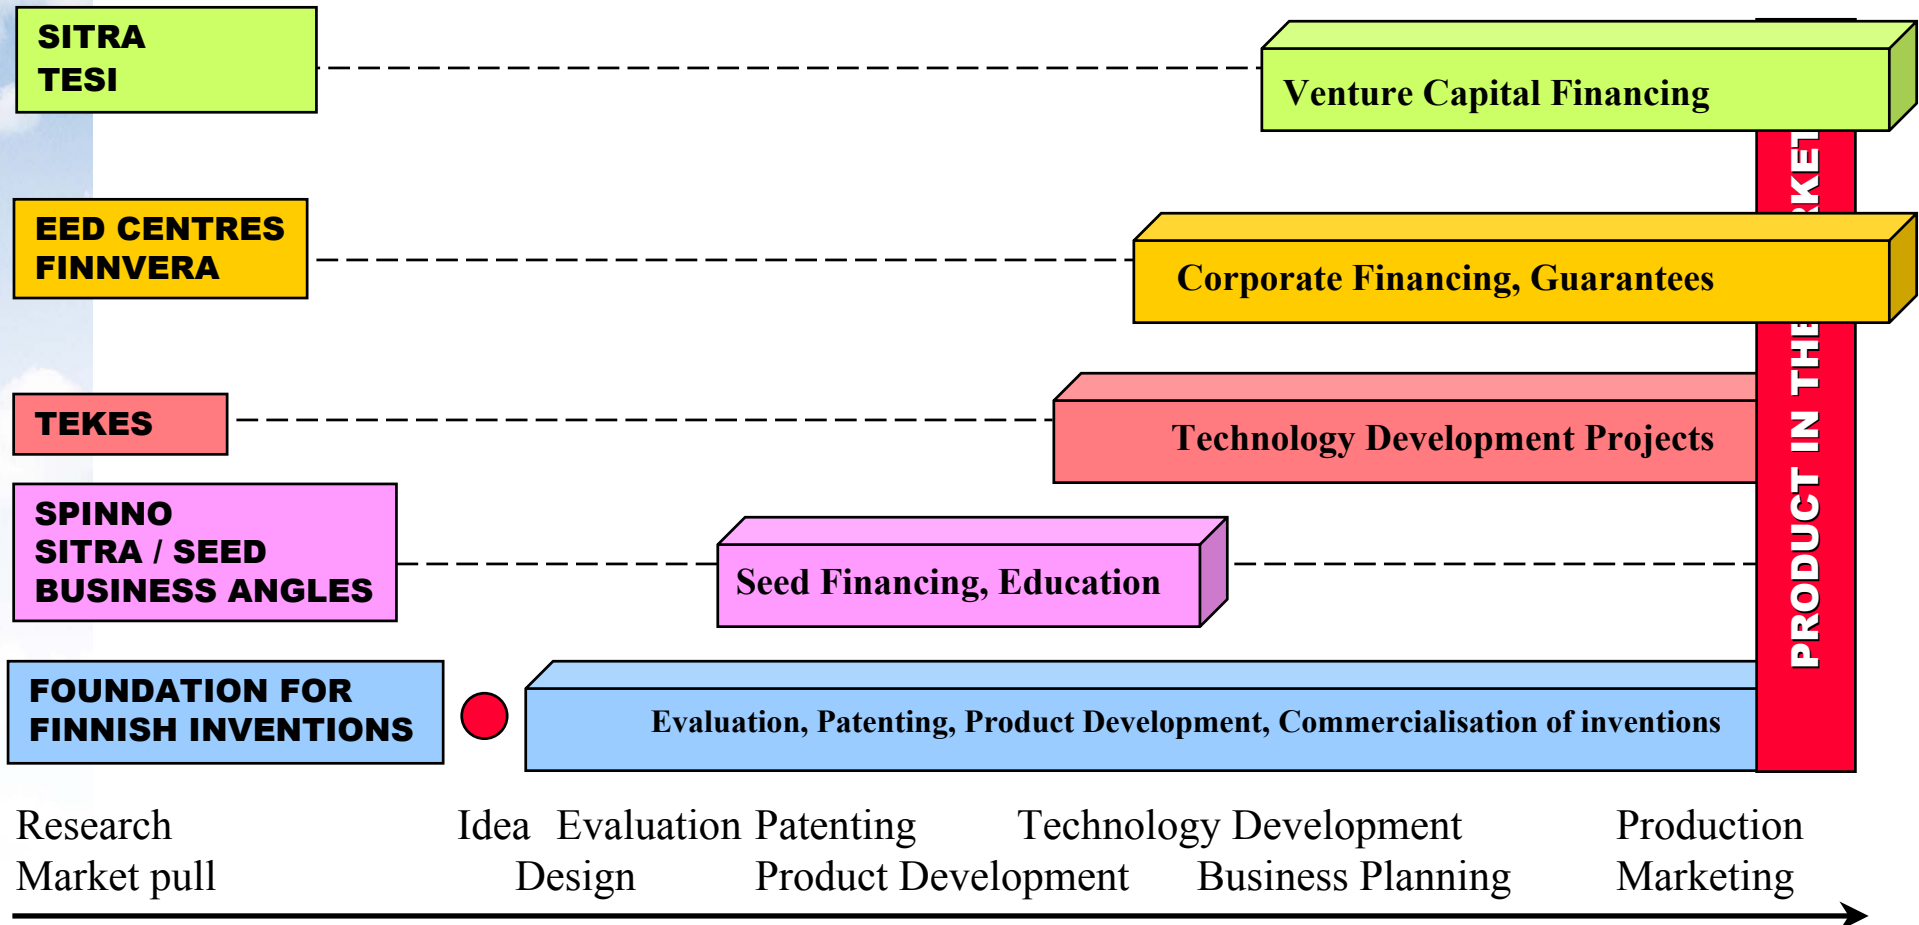 SITRA
TESI
Venture Capital Financing
EED CENTRES
FINNVERA
Corporate Financing, Guarantees
TEKES
Technology Development Projects
SPINNO
SITRA / SEED
BUSINESS ANGLES
Seed Financing, Education
FOUNDATION FOR
FINNISH INVENTIONS
Evaluation, Patenting, Product Development, Commercialisation of inventions
PRODUCT IN THE RKET
Research Idea Evaluation Patenting Technology Development Production
Market pull Design Product Development Business Planning Marketing